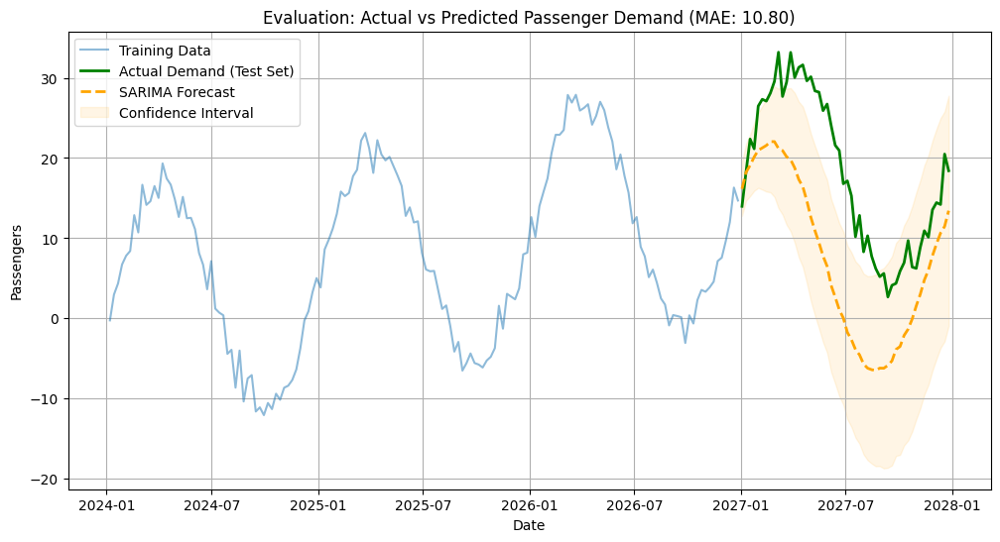 Evaluation: Actual vs Predicted Passenger Demand (MAE: 10.80)
Training Data
Actual Demand (Test Set)
SARIMA Forecast
Confidence Interval
Passengers
30
20
10
0
−10
−20
2024-01 2024-07 2025-01 2025-07 2026-01 2026-07 2027-01 2027-07 2028-01
Date